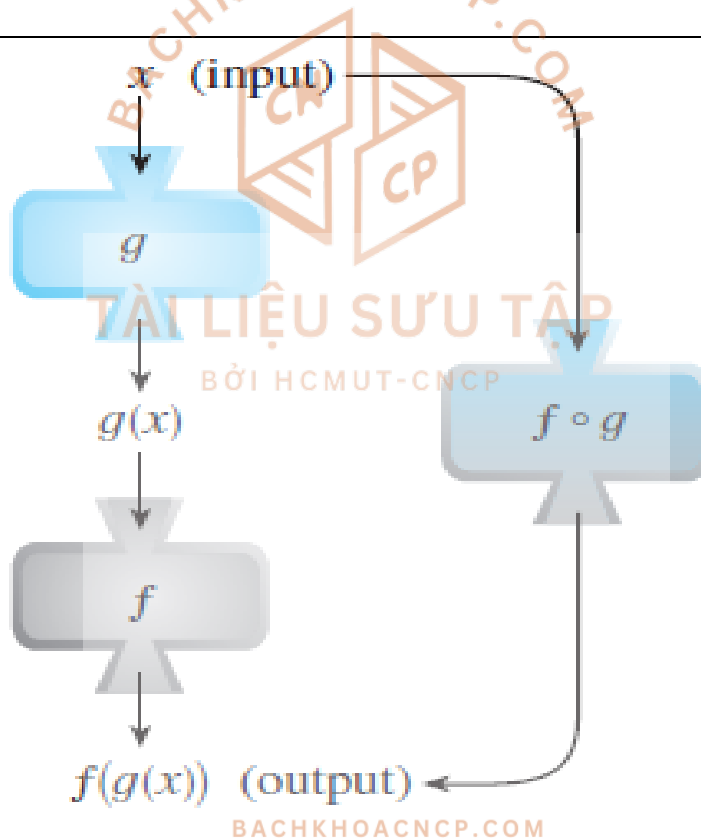 BACHKHOACNCP.COM
x (input)
CN
CP
g
TÀI LIỆU SƯU TẬP
BỞI HCMUT-CNCP
g(x)
f ∘ g
f
f(g(x)) (output)
BACHKHOACNCP.COM